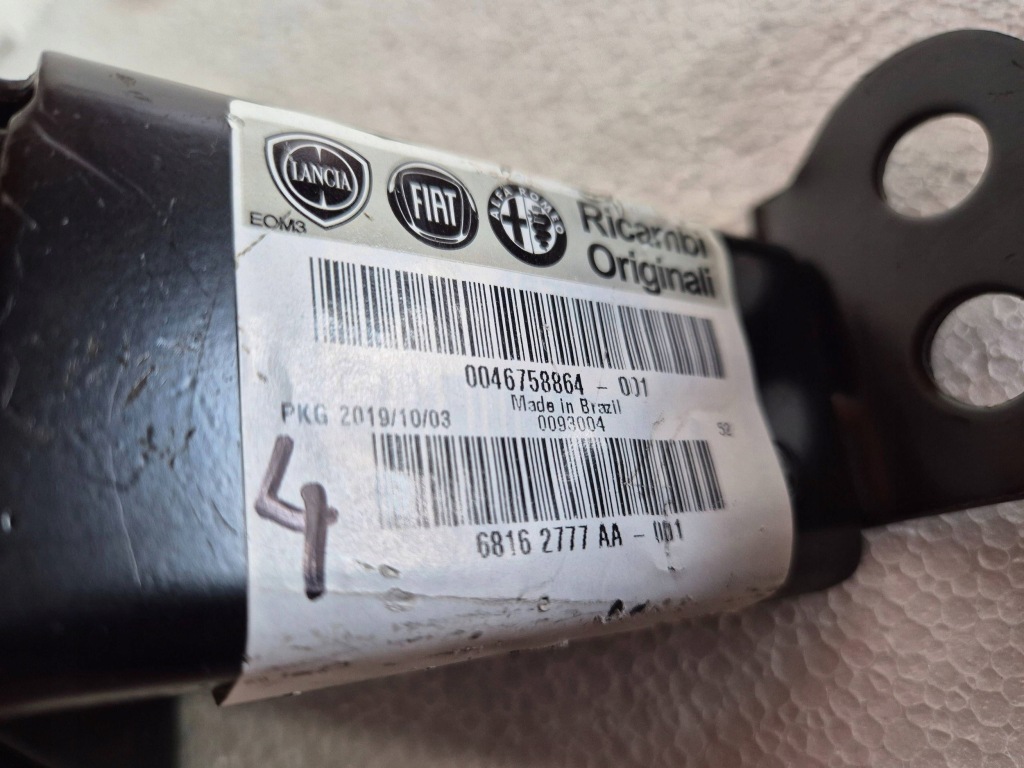 LANCIA
FIAT
ALFA ROMEO
EOM3
Ricambi
Originali
0046758864 - 001
Made in Brazil
PKG 2019/10/03
0093004
52
6816 2777 AA - 001
4